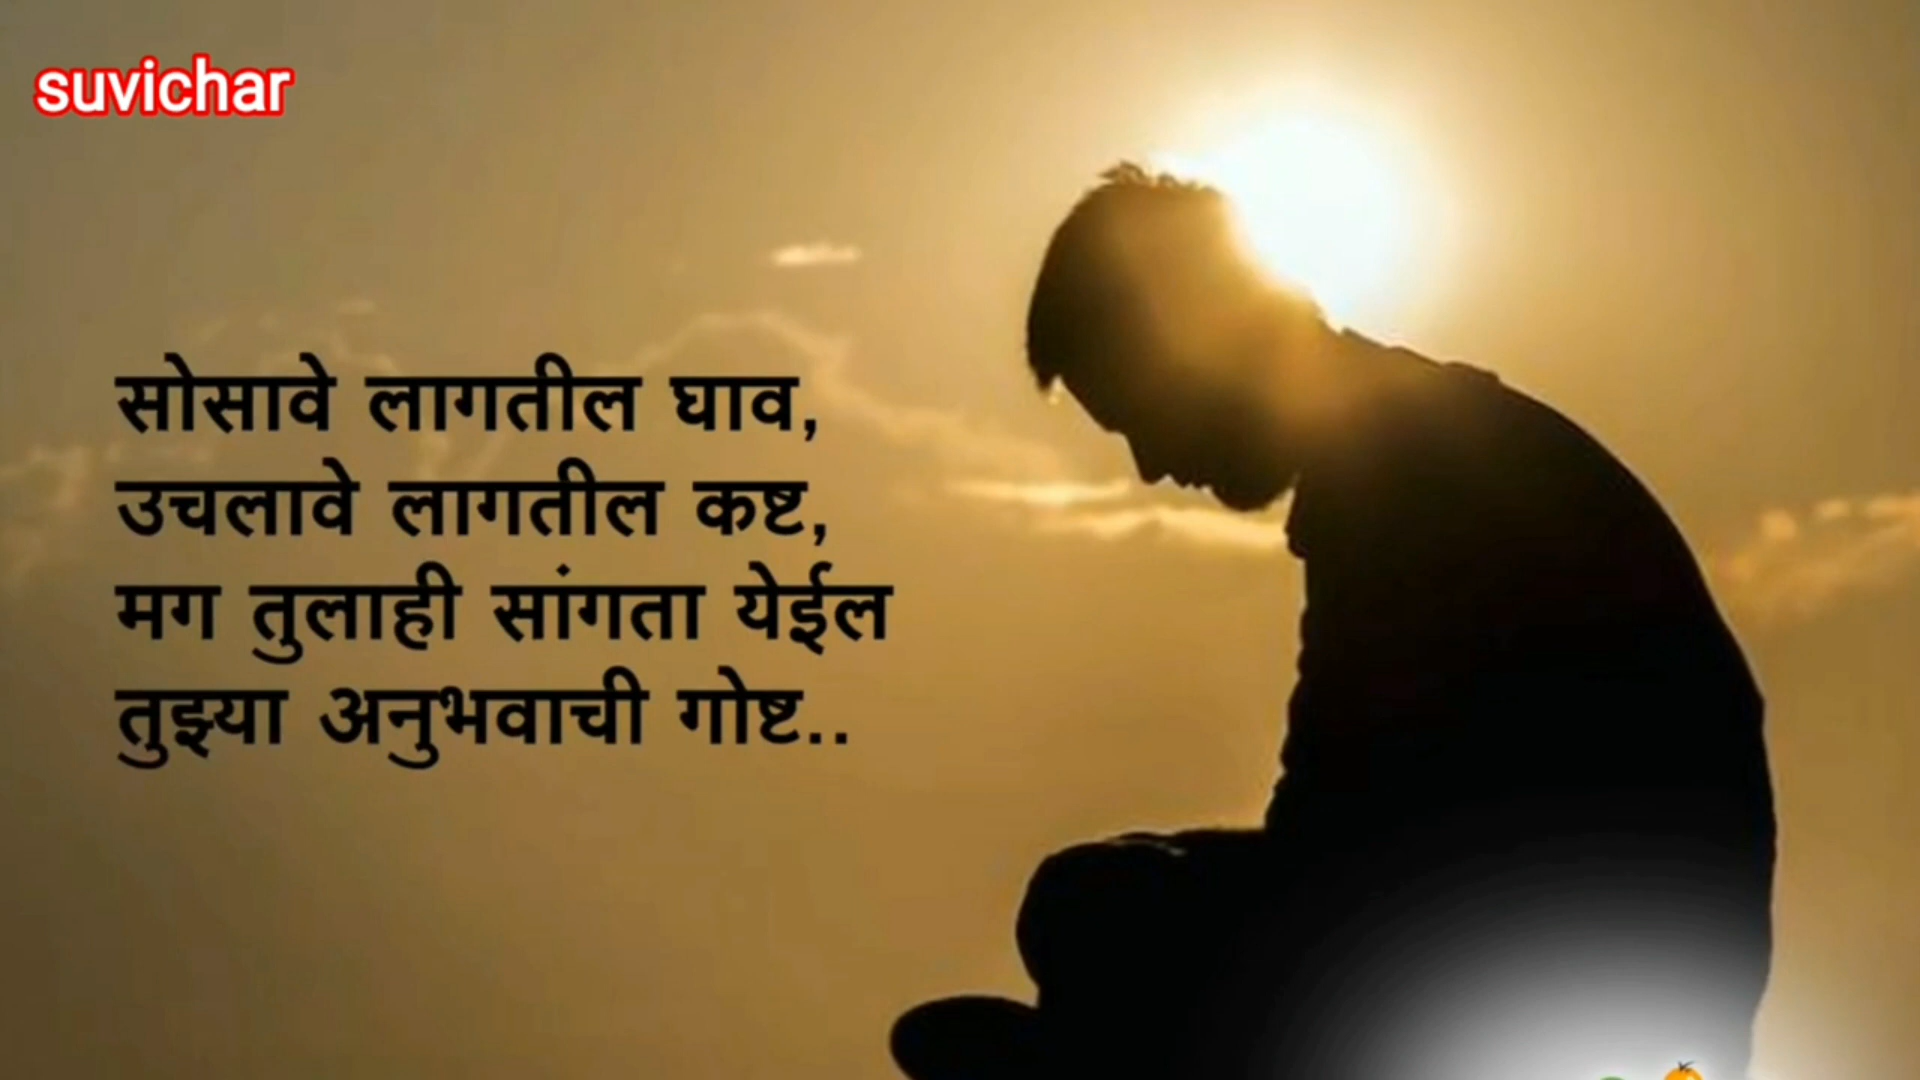 suvichar
सोसावे लागतील घाव,
उचलावे लागतील कष्ट,
मग तुलाही सांगता येईल
तुझ्या अनुभवाची गोष्ट..